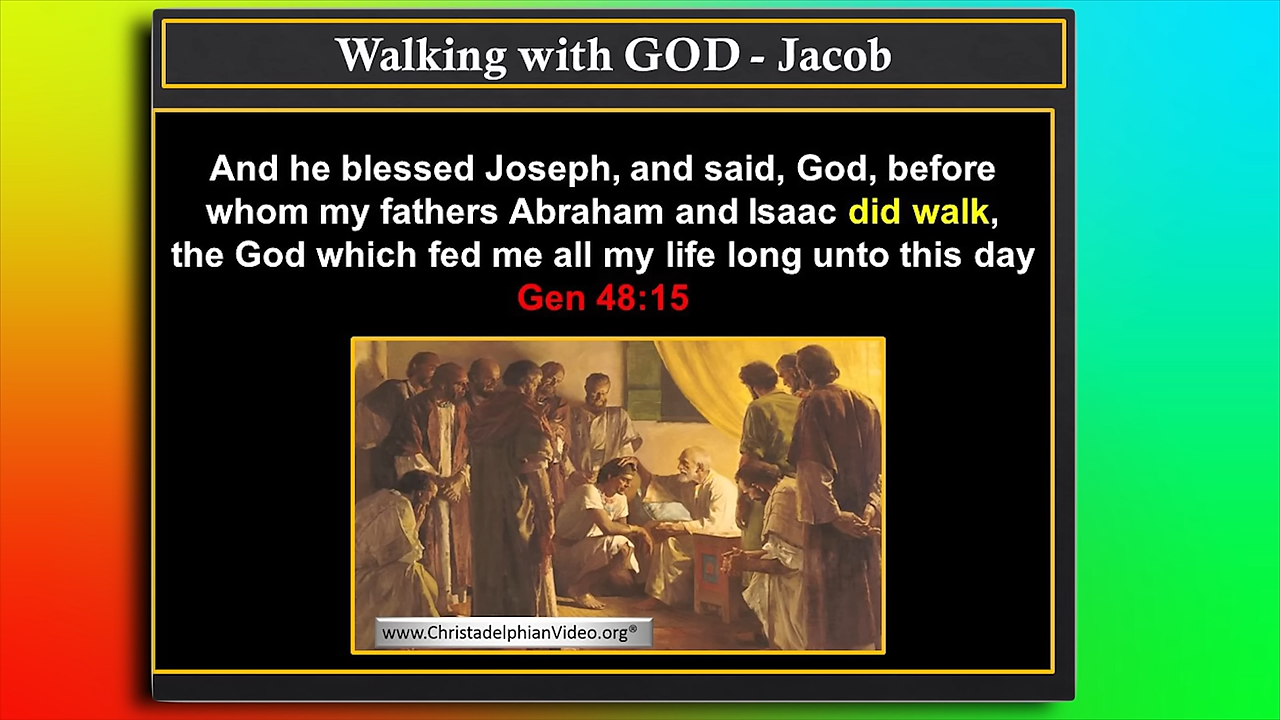 Walking with GOD - Jacob
And he blessed Joseph, and said, God, before
whom my fathers Abraham and Isaac did walk,
the God which fed me all my life long unto this day
Gen 48:15
www.ChristadelphianVideo.org®